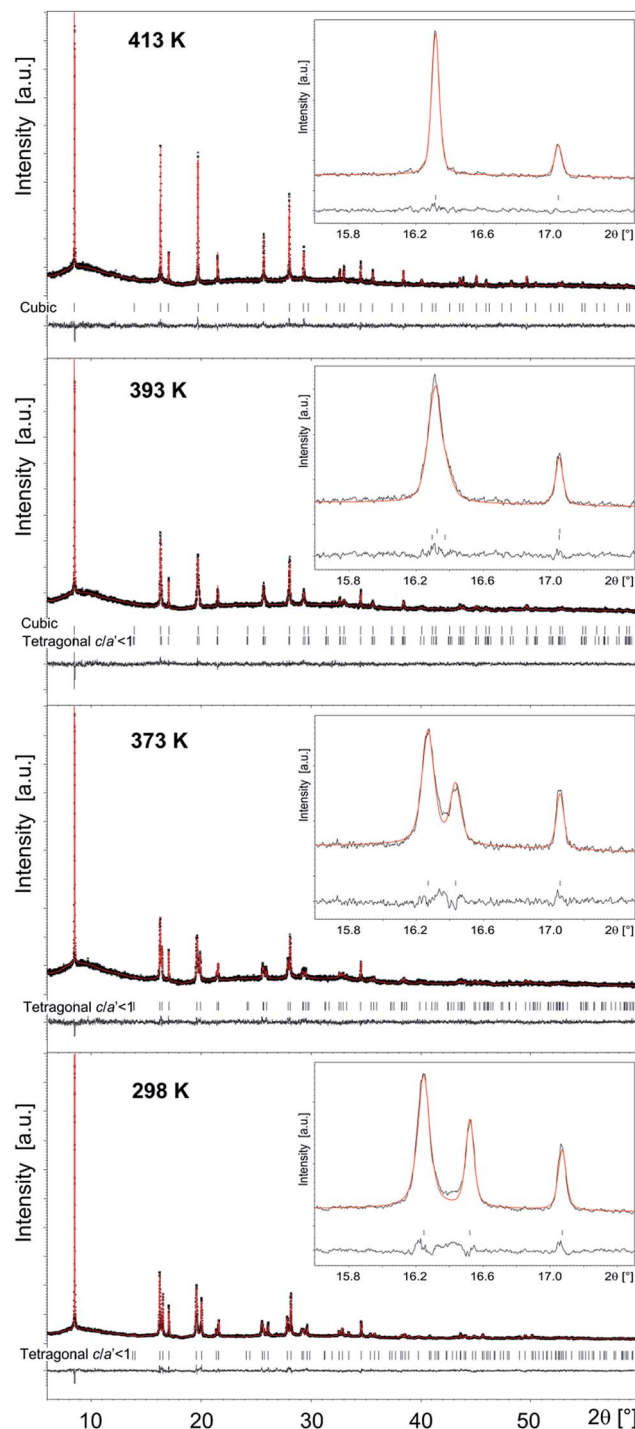 413 K
Intensity [a.u.]
Intensity [a.u.]
15.8 16.2 16.6 17.0 2Θ [°]
Cubic
393 K
Intensity [a.u.]
Intensity [a.u.]
15.8 16.2 16.6 17.0 2Θ [°]
Cubic
Tetragonal c/a'<1
373 K
Intensity [a.u.]
Intensity [a.u.]
15.8 16.2 16.6 17.0 2Θ [°]
Tetragonal c/a'<1
298 K
Intensity [a.u.]
Intensity [a.u.]
15.8 16.2 16.6 17.0 2θ [°]
Tetragonal c/a'<1
10 20 30 40 50 2θ [°]